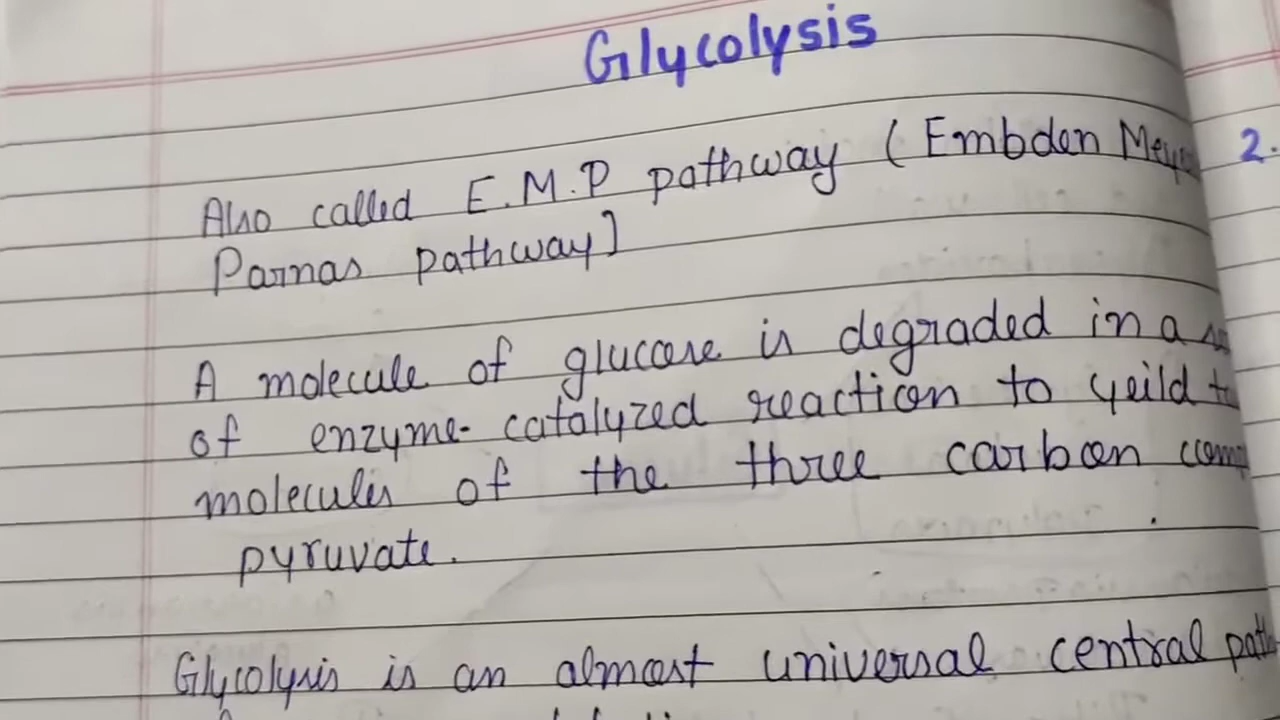 Glycolysis
Also called E.M.P pathway (Embden
2.
Parnas pathway]
A molecule of glucose is degraded in a
of enzyme-catalyzed reaction to yeild
molecules of the three carbon
pyruvate.
Glycolysis is an almost universal central